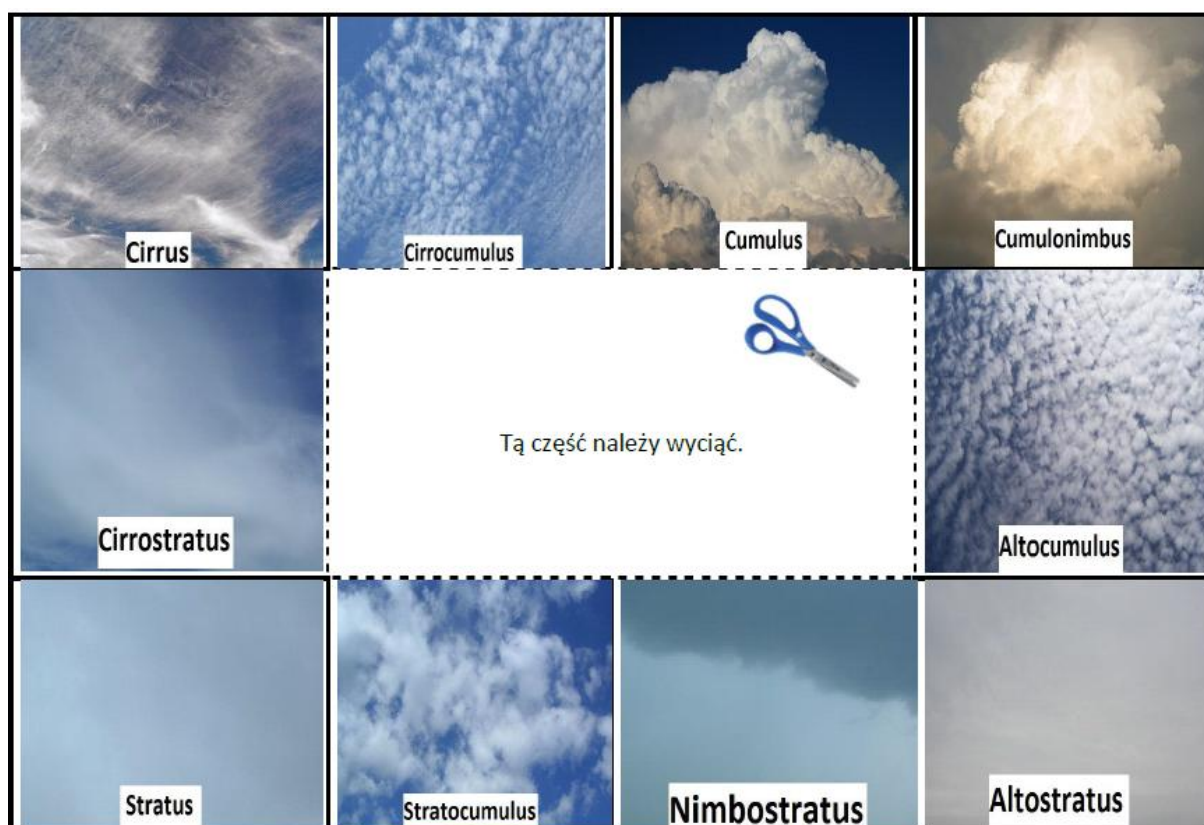 Cirrus
Cirrocumulus
Cumulus
Cumulonimbus
Tą część należy wyciąć.
Cirrostratus
Altocumulus
Stratus
Stratocumulus
Nimbostratus
Altostratus